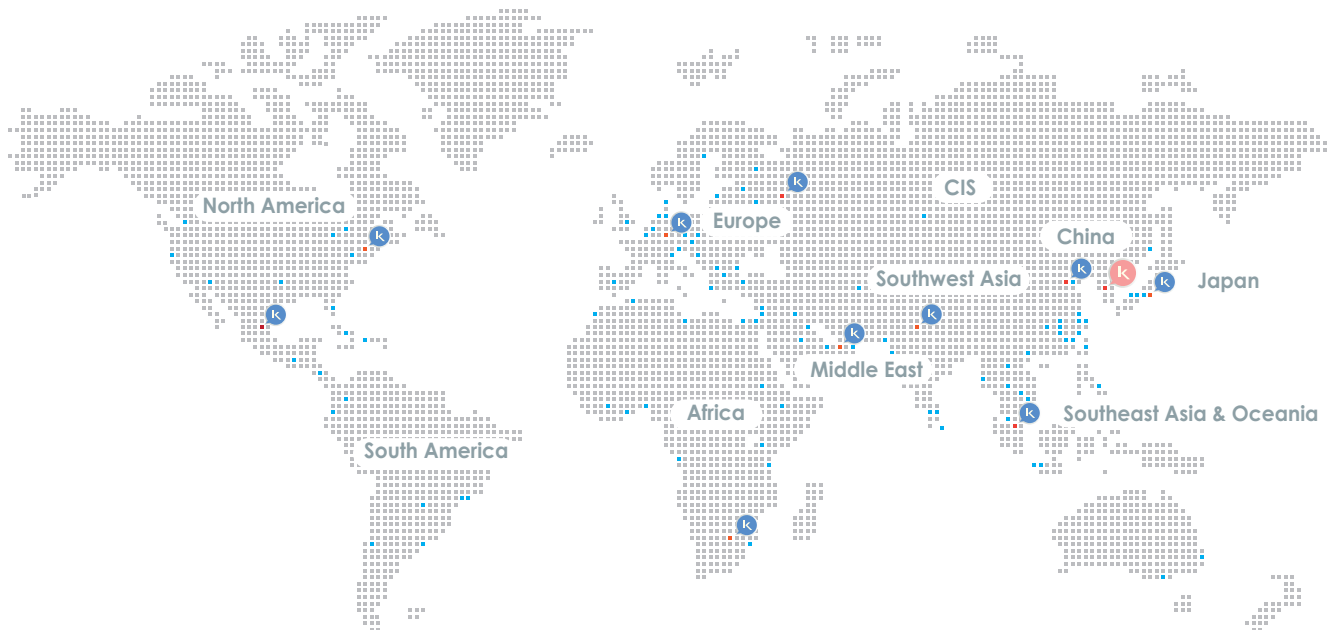 CIS
North America
Europe
China
Southwest Asia
Japan
Middle East
Africa
Southeast Asia & Oceania
South America
k
k
k
k
k
k
k
k
k
k
k